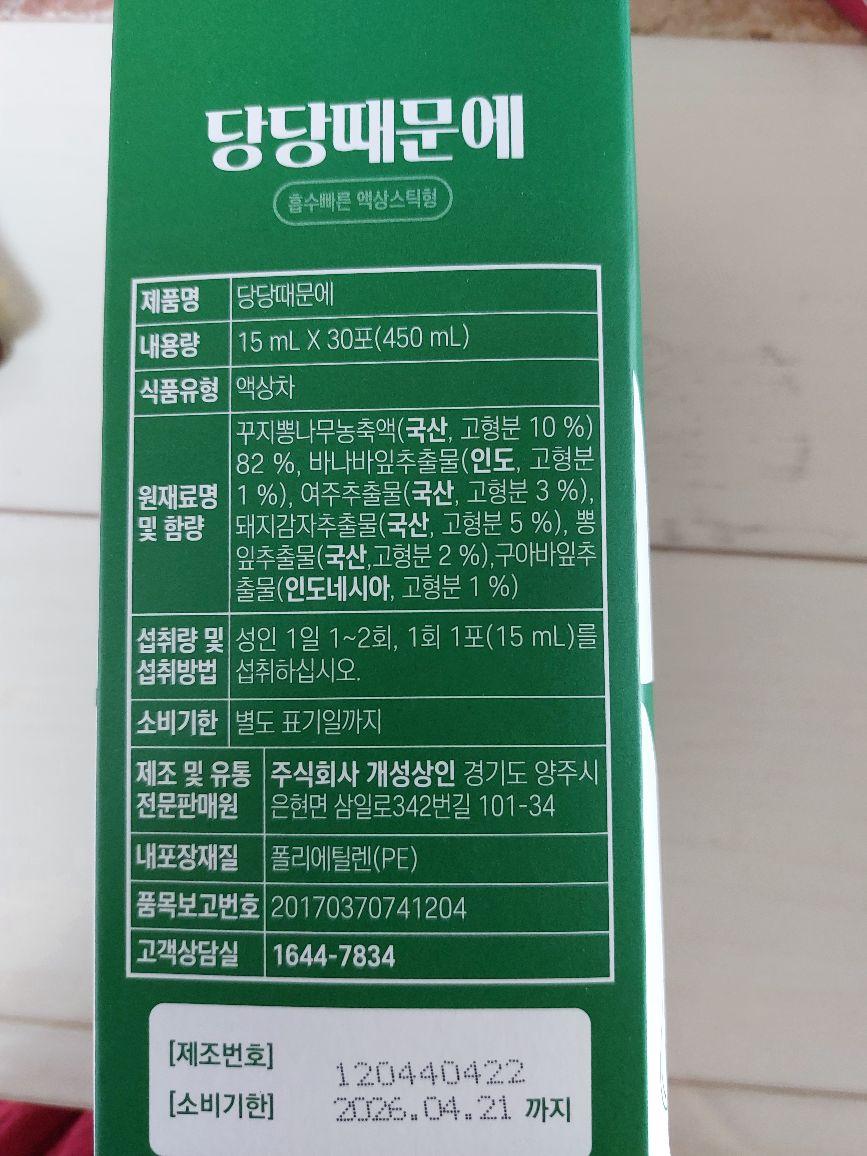 당당때문에
흡수빠른 액상스틱형
제품명 당당때문에
내용량 15 mL X 30포(450 mL)
식품유형 액상차
원재료명 및 함량
꾸지뽕나무농축액(국산, 고형분 10 %)
82 %, 바나바잎추출물(인도, 고형분
1 %), 여주추출물(국산, 고형분 3 %),
돼지감자추출물(국산, 고형분 5 %), 뽕
잎추출물(국산,고형분 2 %),구아바잎추
출물(인도네시아, 고형분 1 %)
섭취량 및 섭취방법
성인 1일 1~2회, 1회 1포(15 mL)를
섭취하십시오.
소비기한 별도 표기일까지
제조 및 유통 전문판매원
주식회사 개성상인 경기도 양주시
은현면 삼일로342번길 101-34
내포장재질 폴리에틸렌(PE)
품목보고번호 20170370741204
고객상담실 1644-7834
[제조번호] 120440422
[소비기한] 2026.04.21 까지